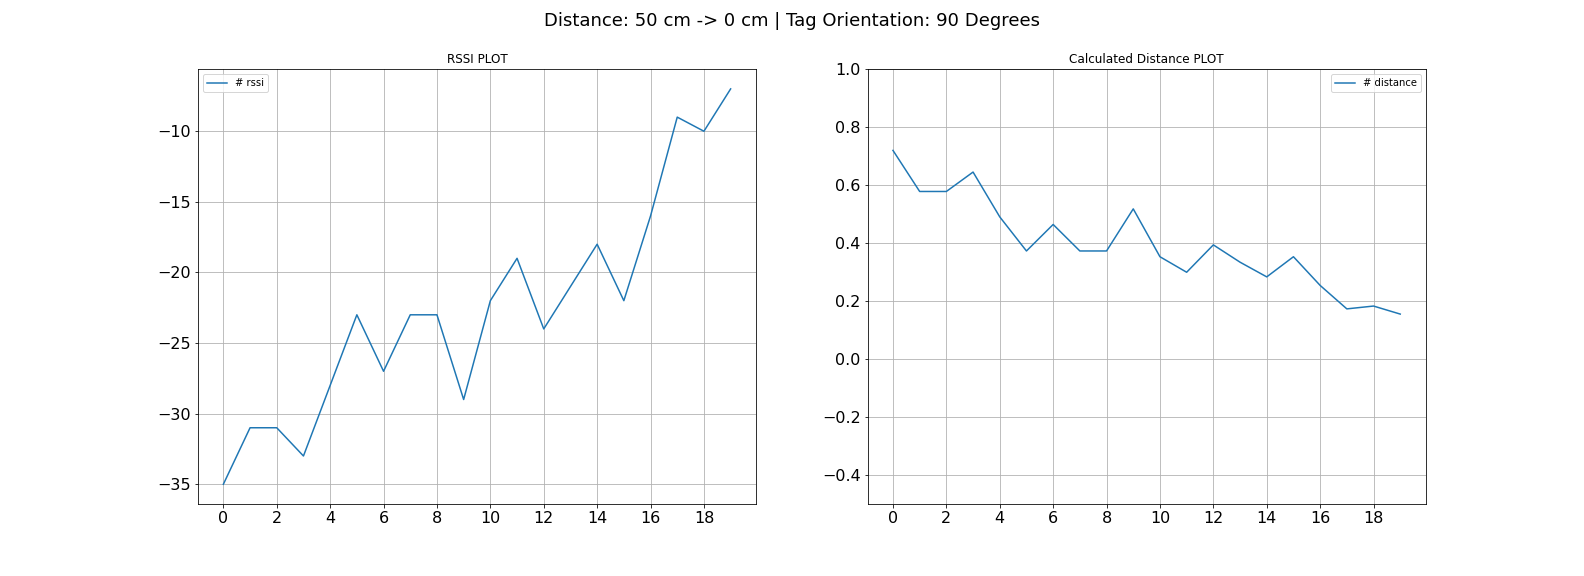 Distance: 50 cm -> 0 cm | Tag Orientation: 90 Degrees
RSSI PLOT
# rssi
−10
−15
−20
−25
−30
−35
0 2 4 6 8 10 12 14 16 18
Calculated Distance PLOT
# distance
1.0
0.8
0.6
0.4
0.2
0.0
−0.2
−0.4
0 2 4 6 8 10 12 14 16 18